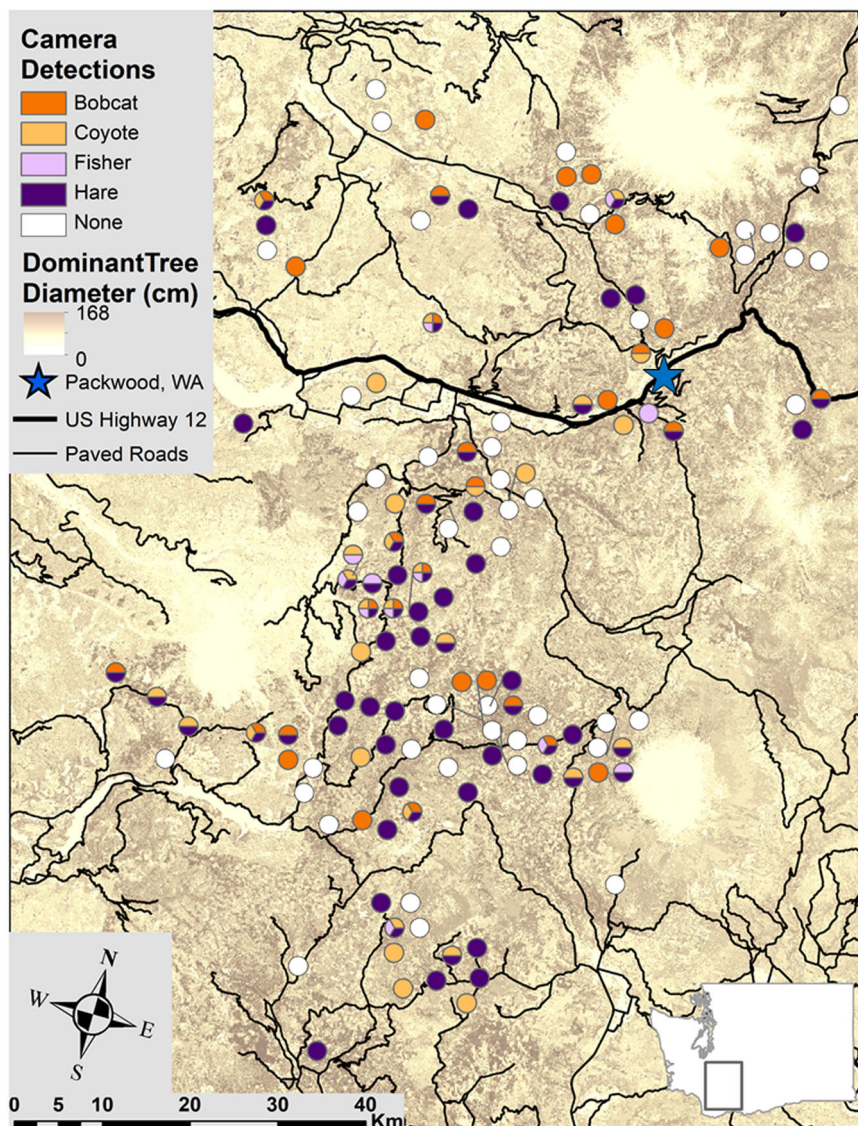 Camera
Detections
Bobcat
Coyote
Fisher
Hare
None
DominantTree
Diameter (cm)
168
0
Packwood, WA
US Highway 12
Paved Roads
N
W
E
S
0 10 20 30 40
Km